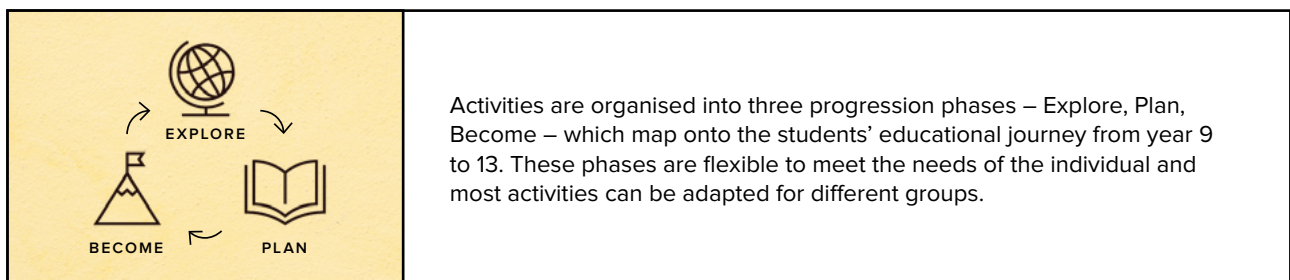 EXPLORE
BECOME
PLAN
Activities are organised into three progression phases – Explore, Plan,
Become – which map onto the students’ educational journey from year 9
to 13. These phases are flexible to meet the needs of the individual and
most activities can be adapted for different groups.